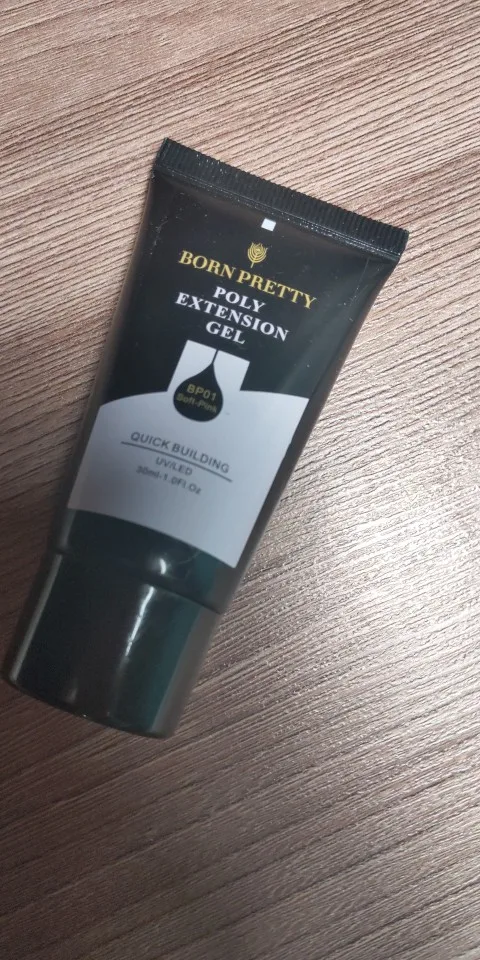 BORN PRETTY
POLY
EXTENSION
GEL
BP01
Soft-Pink
QUICK BUILDING
UV/LED
30ml-1.0Fl.Oz